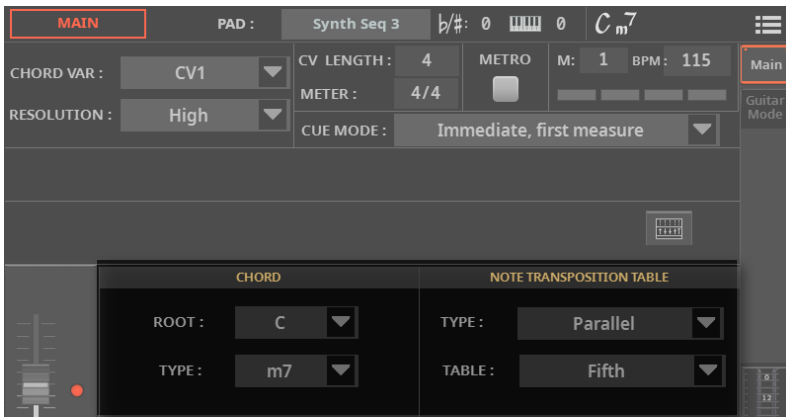 MAIN PAD : Synth Seq 3 ♭/#: 0 0 C m7
CHORD VAR : CV1 CV LENGTH : 4 METRO M: 1 BPM : 115 Main
METER : 4/4
RESOLUTION : High Guitar Mode
CUE MODE : Immediate, first measure
CHORD NOTE TRANSPOSITION TABLE
ROOT : C TYPE : Parallel
TYPE : m7 TABLE : Fifth
0
12